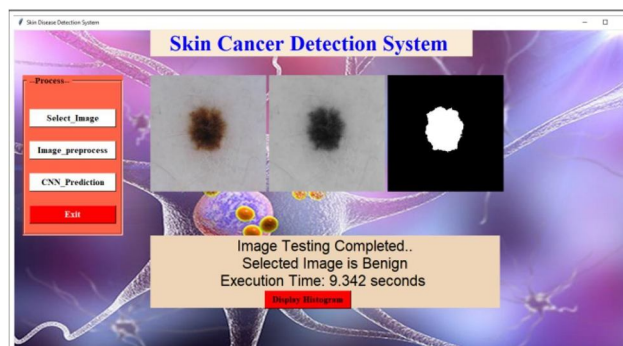 Skin Disease Detection System
Skin Cancer Detection System
Process
Select_Image
Image_preprocess
CNN_Prediction
Exit
Image Testing Completed..
Selected Image is Benign
Execution Time: 9.342 seconds
Display Histogram